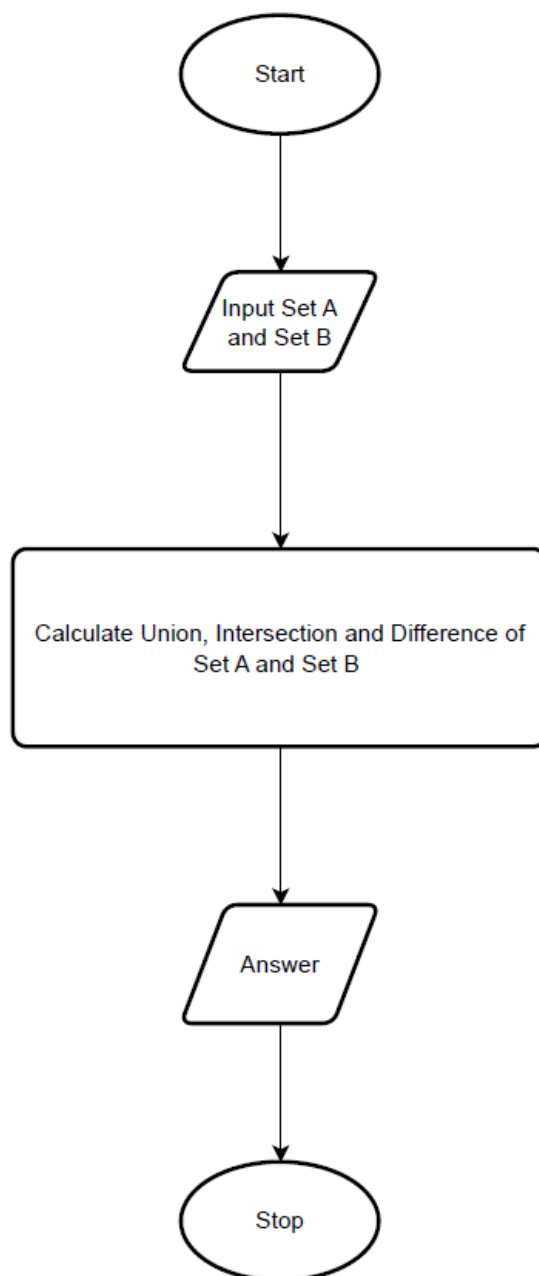 Start
Input Set A
and Set B
Calculate Union, Intersection and Difference of
Set A and Set B
Answer
Stop